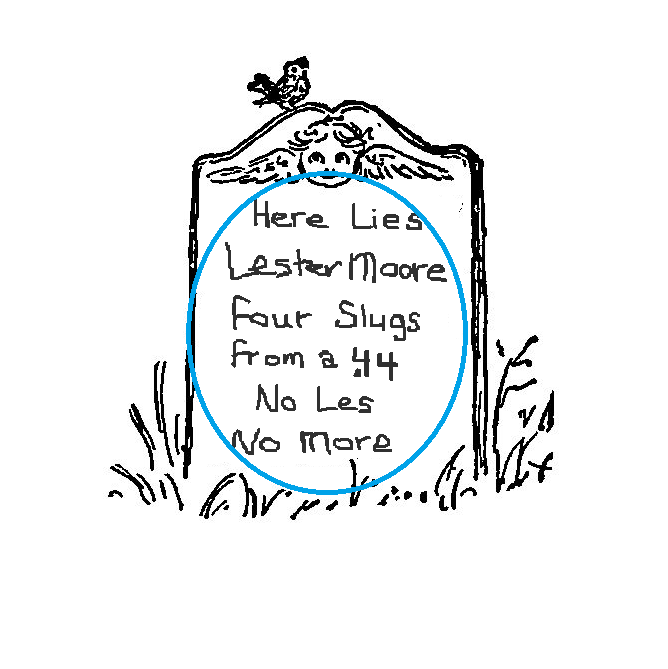 Here Lies
Lester Moore
Four Slugs
from a .44
No Les
No More